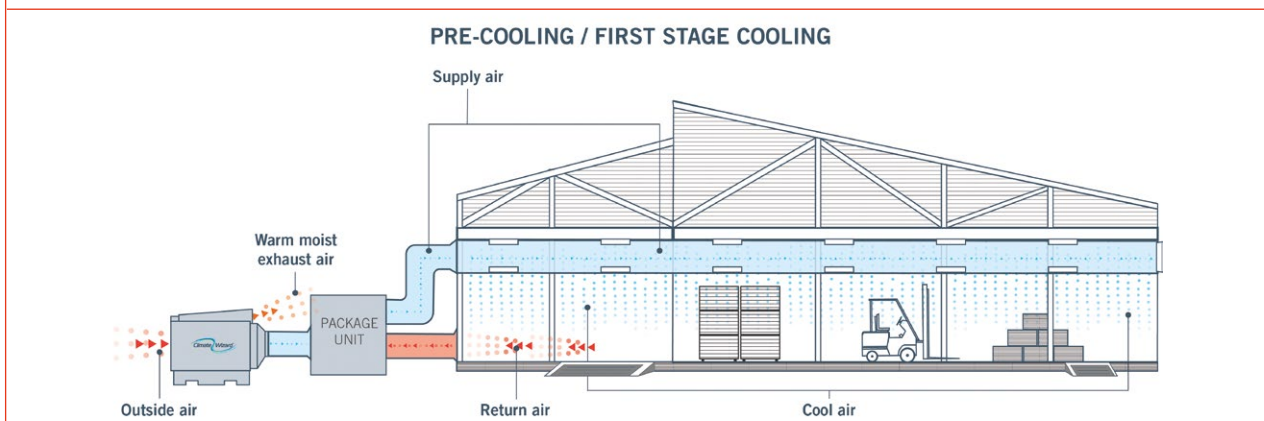 PRE-COOLING / FIRST STAGE COOLING
Supply air
Warm moist
exhaust air
PACKAGE
UNIT
Climate Wizard
Outside air
Return air
Cool air